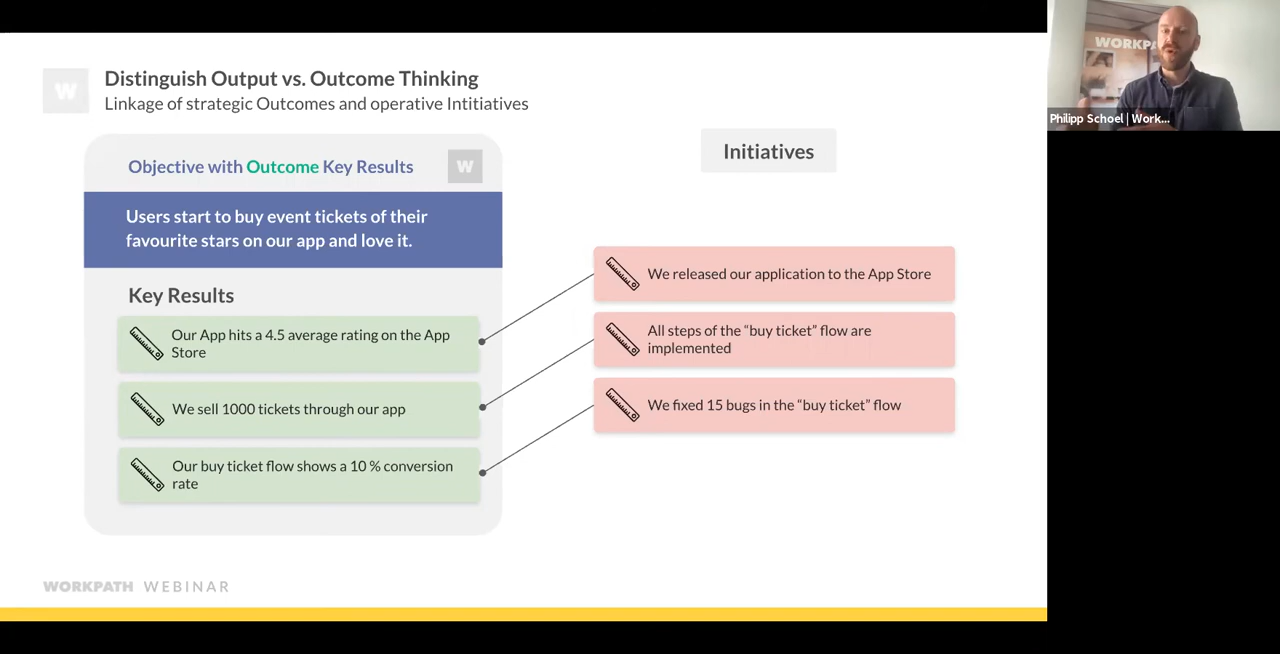 W
Distinguish Output vs. Outcome Thinking
Linkage of strategic Outcomes and operative Intitiatives
Objective with Outcome Key Results
W
Users start to buy event tickets of their
favourite stars on our app and love it.
Key Results
Our App hits a 4.5 average rating on the App
Store
We sell 1000 tickets through our app
Our buy ticket flow shows a 10 % conversion
rate
Initiatives
We released our application to the App Store
All steps of the “buy ticket” flow are
implemented
We fixed 15 bugs in the “buy ticket” flow
WORKPATH WEBINAR
WORKP
Philipp Schoel | Work...